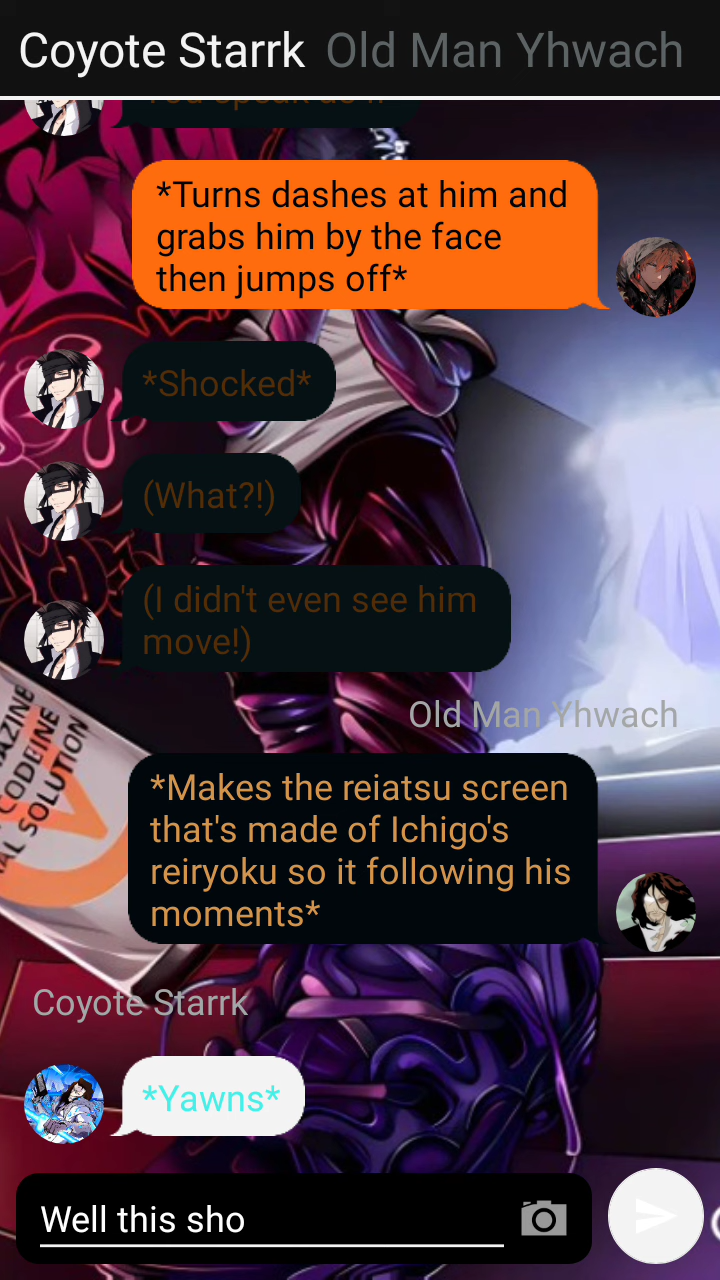 Coyote Starrk Old Man Yhwach
*Turns dashes at him and
grabs him by the face
then jumps off*
*Shocked*
(What?!)
(I didn't even see him
move!)
Old Man Yhwach
CODEINE
SOLUTION
*Makes the reiatsu screen
that's made of Ichigo's
reiryoku so it following his
moments*
Coyote Starrk
*Yawns*
Well this sho